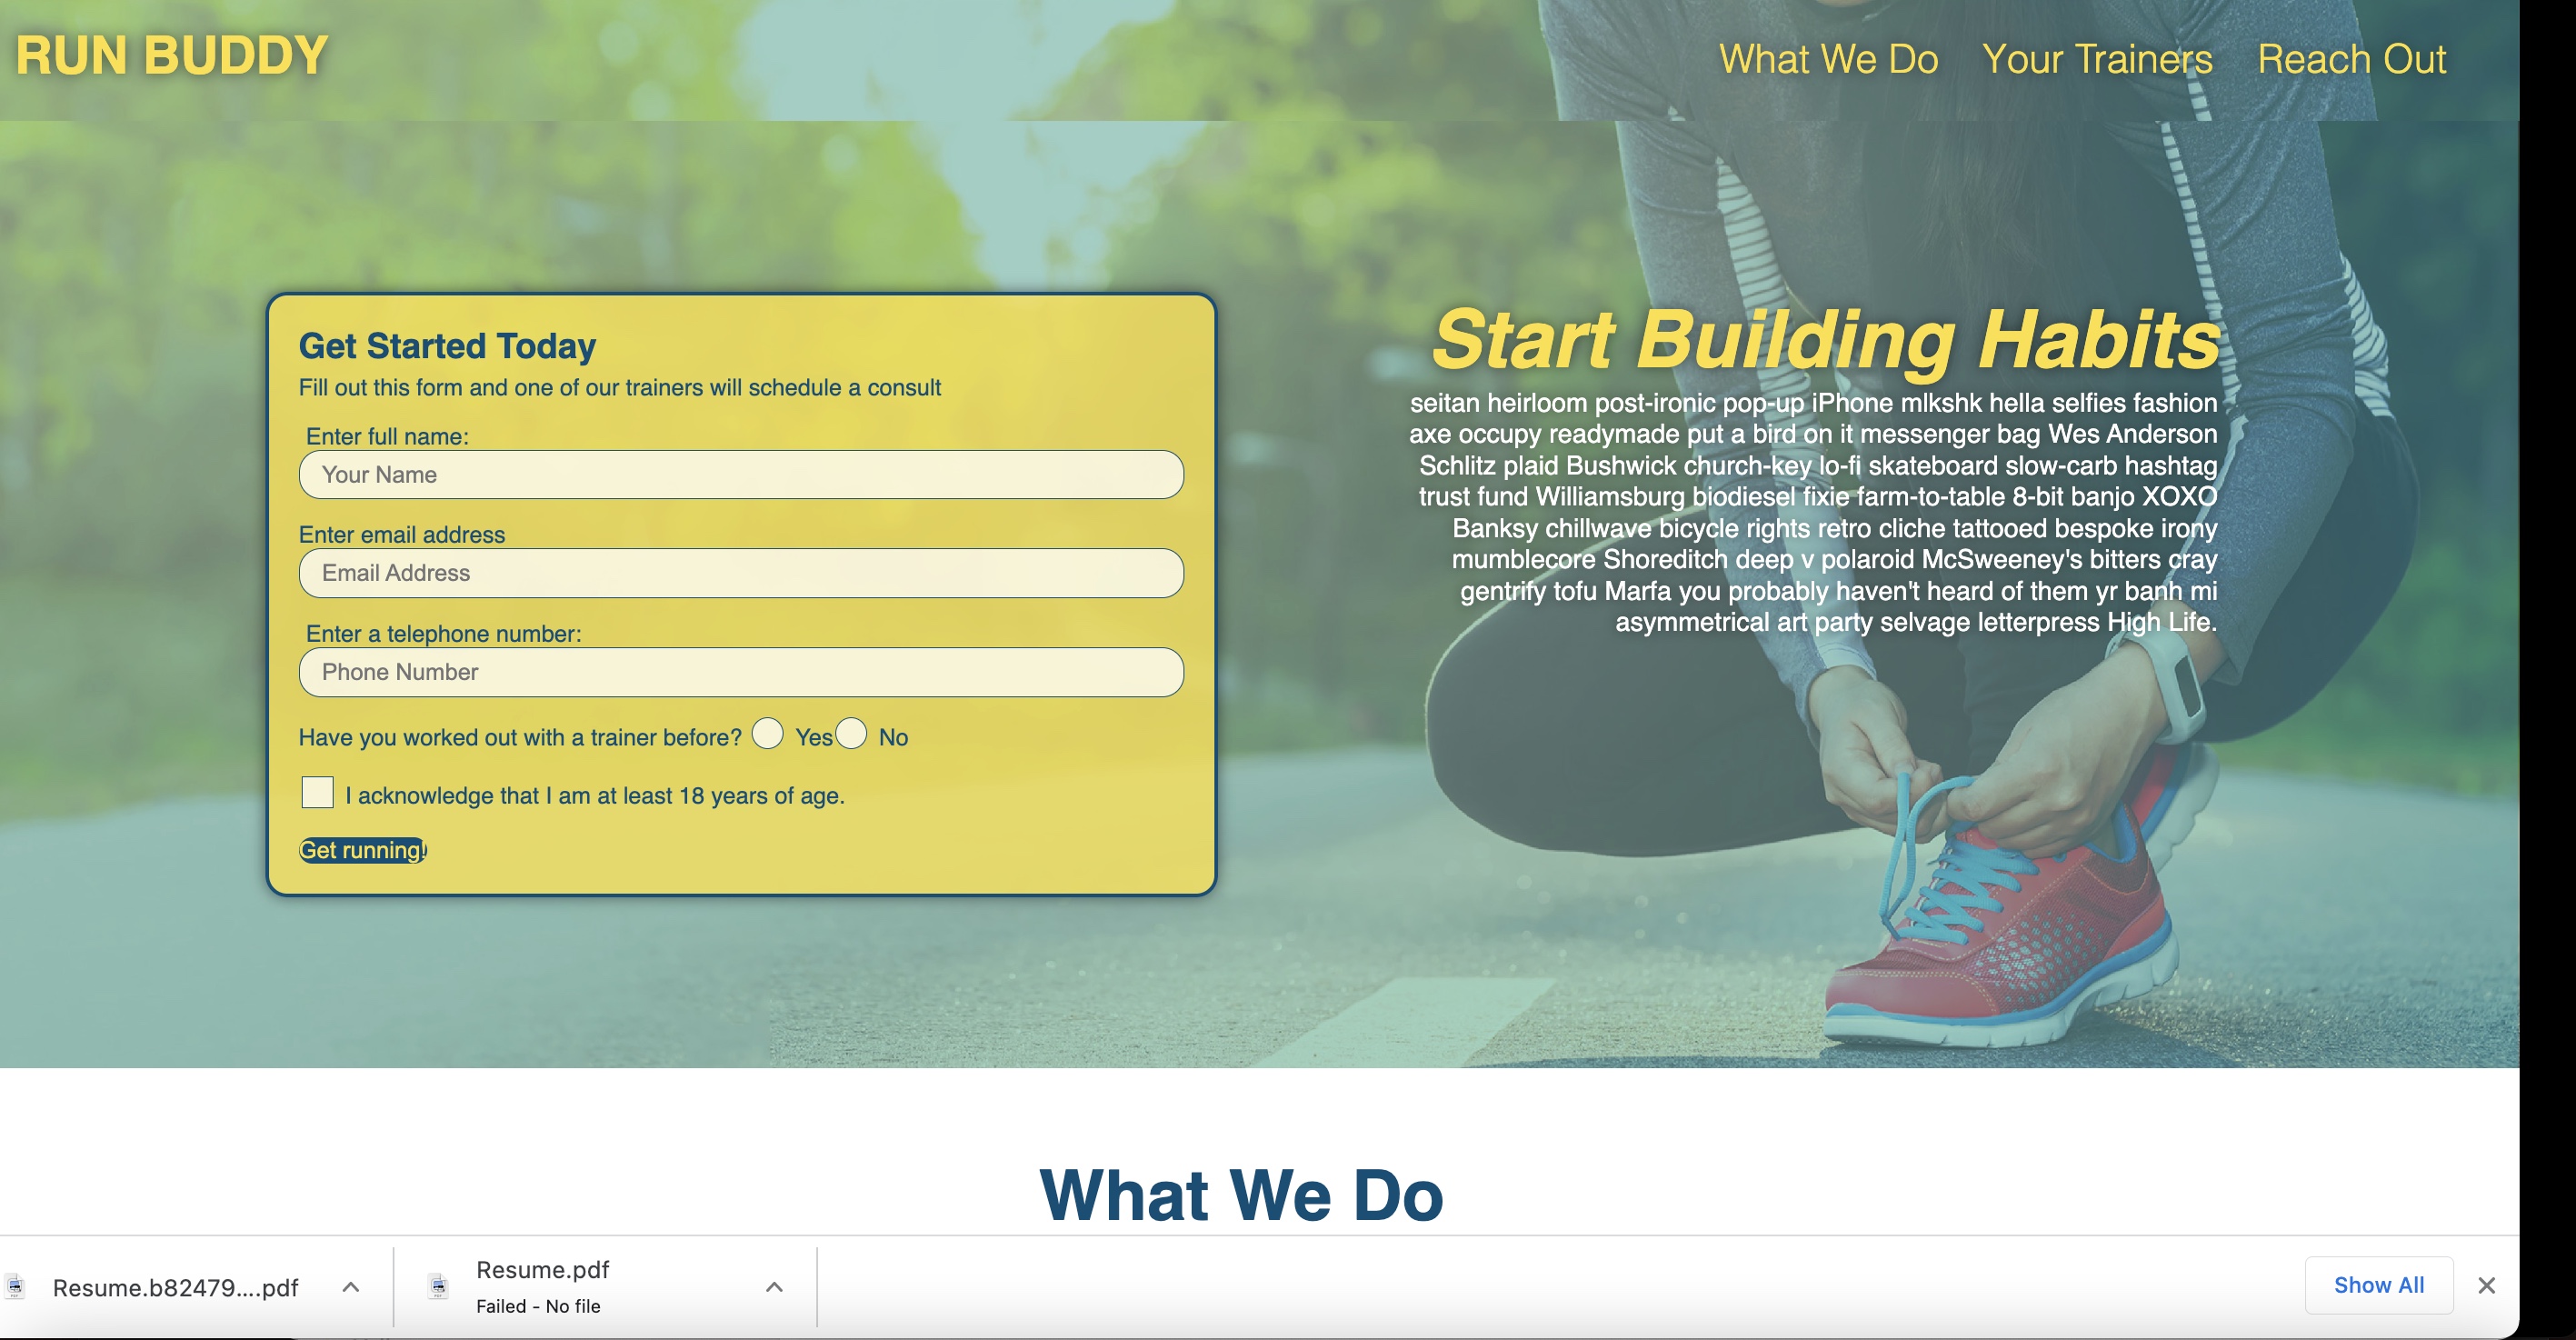 RUN BUDDY
What We Do Your Trainers Reach Out
Get Started Today
Fill out this form and one of our trainers will schedule a consult
Enter full name:
Your Name
Enter email address
Email Address
Enter a telephone number:
Phone Number
Have you worked out with a trainer before? Yes No
I acknowledge that I am at least 18 years of age.
Get running!
Start Building Habits
seitan heirloom post-ironic pop-up iPhone mlkshk hella selfies fashion
axe occupy readymade put a bird on it messenger bag Wes Anderson
Schlitz plaid Bushwick church-key lo-fi skateboard slow-carb hashtag
trust fund Williamsburg biodiesel fixie farm-to-table 8-bit banjo XOXO
Banksy chillwave bicycle rights retro cliche tattooed bespoke irony
mumblecore Shoreditch deep v polaroid McSweeney's bitters cray
gentrify tofu Marfa you probably haven't heard of them yr banh mi
asymmetrical art party selvage letterpress High Life.
What We Do
Resume.b82479....pdf
Resume.pdf
Failed - No file
Show All